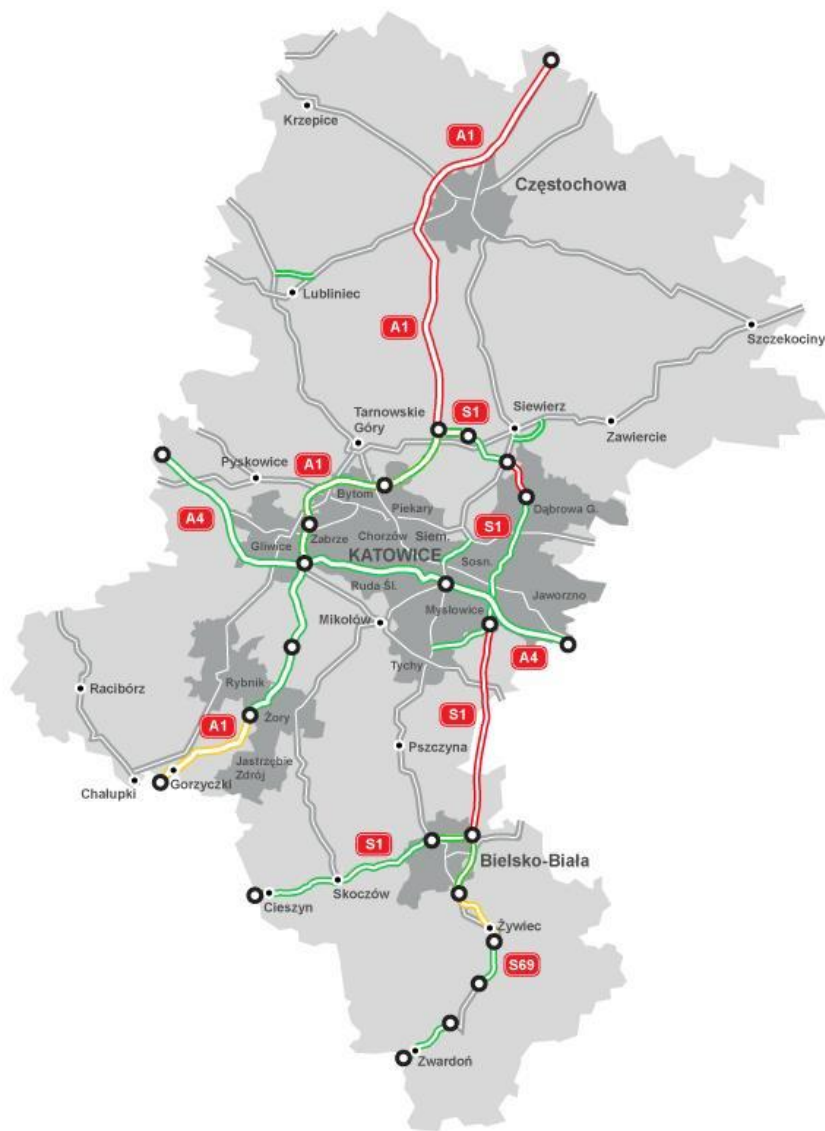 Krzepice
A1
Częstochowa
Lubliniec
A1
Szczekociny
Tarnowskie
Góry
S1
Siewierz
Zawiercie
Pyskowice
A1
Bytom
Piekary
Dąbrowa G.
A4
Zabrze
Chorzów
Siem.
S1
Gliwice
KATOWICE
Sosn.
Ruda Śl.
Jaworzno
Mysłowice
Mikołów
A4
Tychy
Racibórz
Rybnik
S1
A1
Żory
Pszczyna
Jastrzębie
Zdrój
Gorzyczki
Chałupki
S1
Bielsko-Biała
Skoczów
Cieszyn
Żywiec
S69
Zwardoń